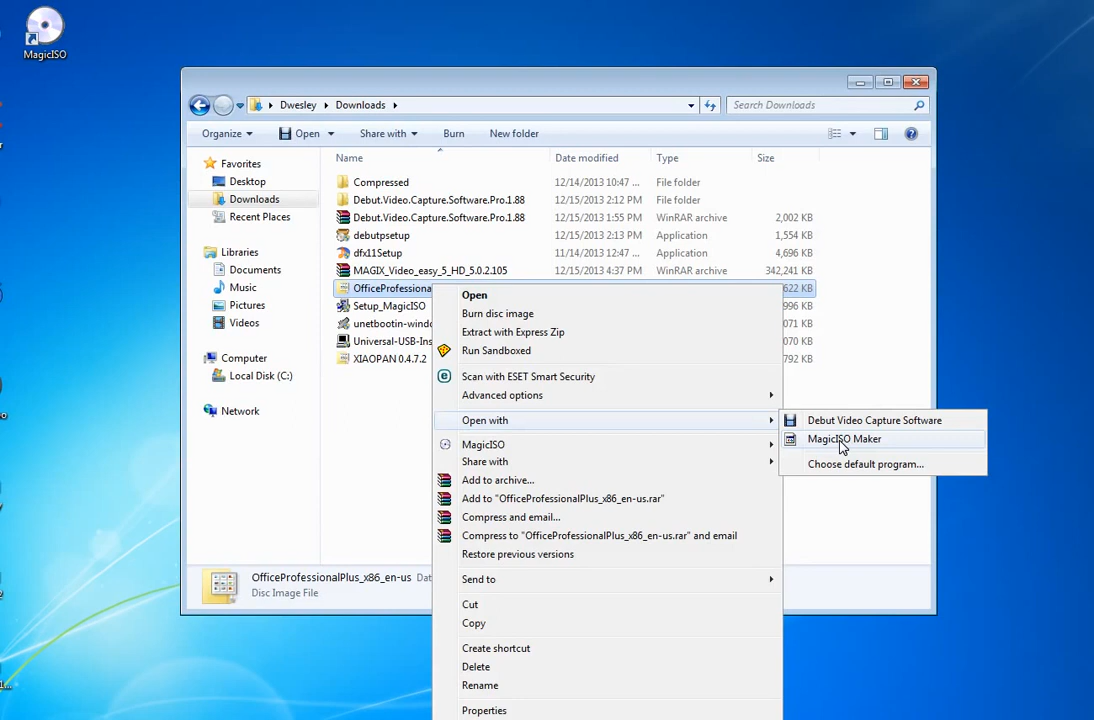 MagicISO
Dwesley Downloads
Search Downloads
Organize Open Share with Burn New folder
Name Date modified Type Size
Favorites
Desktop
Downloads
Recent Places
Libraries
Documents
Music
Pictures
Videos
Computer
Local Disk (C:)
Network
Compressed 12/14/2013 10:47 ... File folder
Debut.Video.Capture.Software.Pro.1.88 12/15/2013 2:12 PM File folder
Debut.Video.Capture.Software.Pro.1.88 12/15/2013 1:55 PM WinRAR archive 2,002 KB
debutpsetup 12/15/2013 2:13 PM Application 1,554 KB
dfx11Setup 11/14/2013 10:42 ... Application 4,696 KB
MAGIX_Video_easy_5_HD_5.0.2.105 12/15/2013 4:37 PM WinRAR archive 342,241 KB
OfficeProfessiona 622 KB
Setup_MagicISO 996 KB
unetbootin-windo 071 KB
Universal-USB-Ins 070 KB
XIAOPAN 0.4.7.2 792 KB
Open
Burn disc image
Extract with Express Zip
Run Sandboxed
Scan with ESET Smart Security
Advanced options
Open with
MagicISO
Share with
Add to archive...
Add to "OfficeProfessionalPlus_x86_en-us.rar"
Compress and email...
Compress to "OfficeProfessionalPlus_x86_en-us.rar" and email
Restore previous versions
Send to
Cut
Copy
Create shortcut
Delete
Rename
Properties
Debut Video Capture Software
MagicISO Maker
Choose default program...
OfficeProfessionalPlus_x86_en-us Dat
Disc Image File